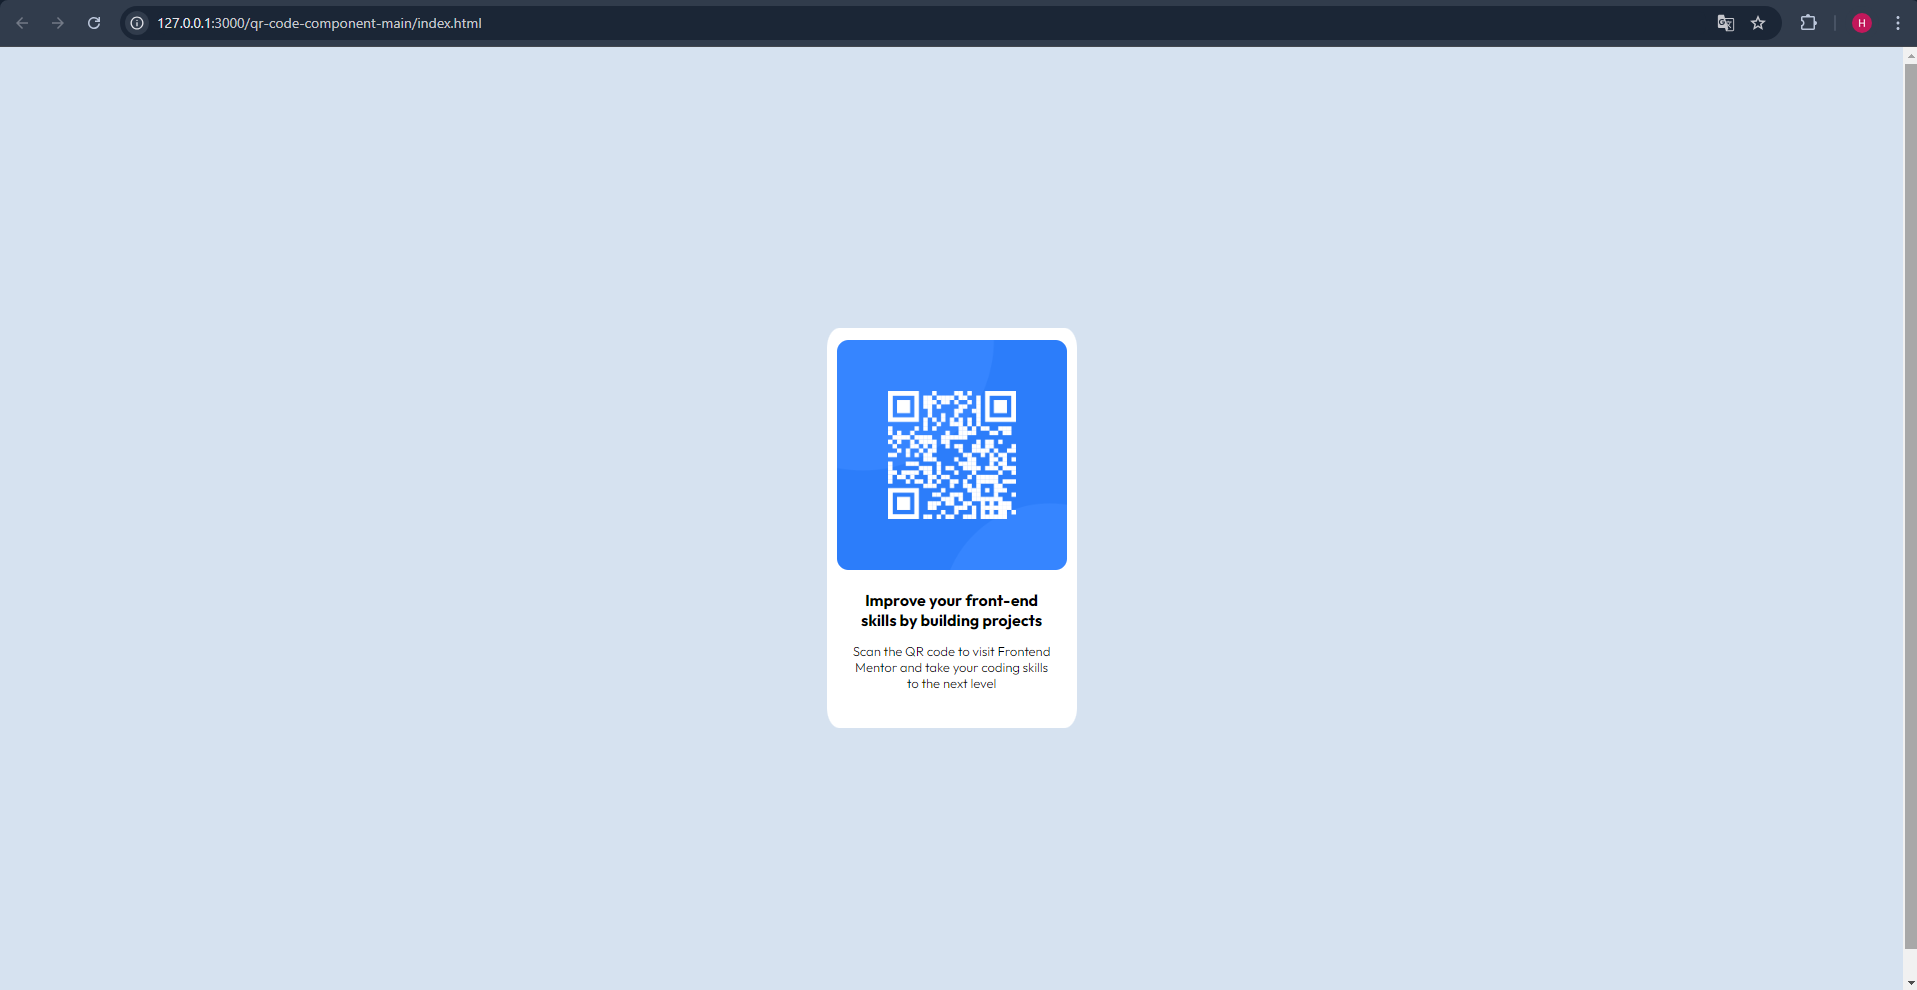 127.0.0.1:3000/qr-code-component-main/index.html
H
Improve your front-end
skills by building projects
Scan the QR code to visit Frontend
Mentor and take your coding skills
to the next level